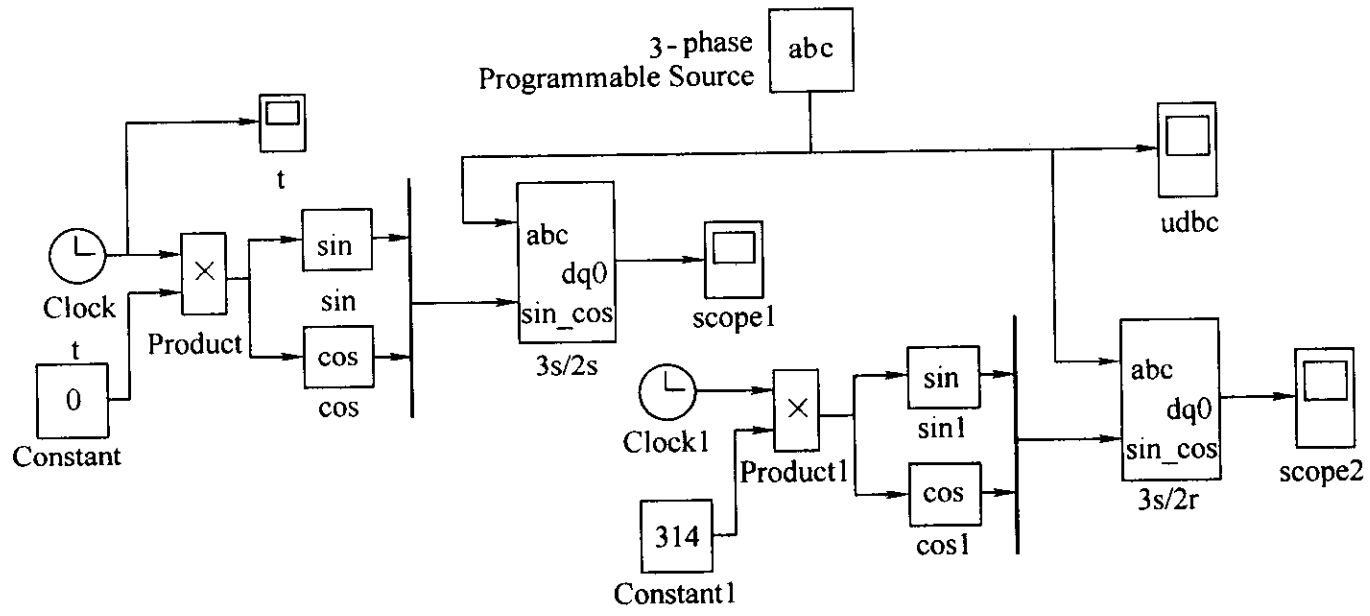 3-phase
Programmable Source
abc
t
udbc
Clock
t
×
Product
sin
sin
cos
cos
0
Constant
abc
dq0
sin_cos
3s/2s
scope1
Clock1
×
Product1
314
Constant1
sin
sin1
cos
cos1
abc
dq0
sin_cos
3s/2r
scope2